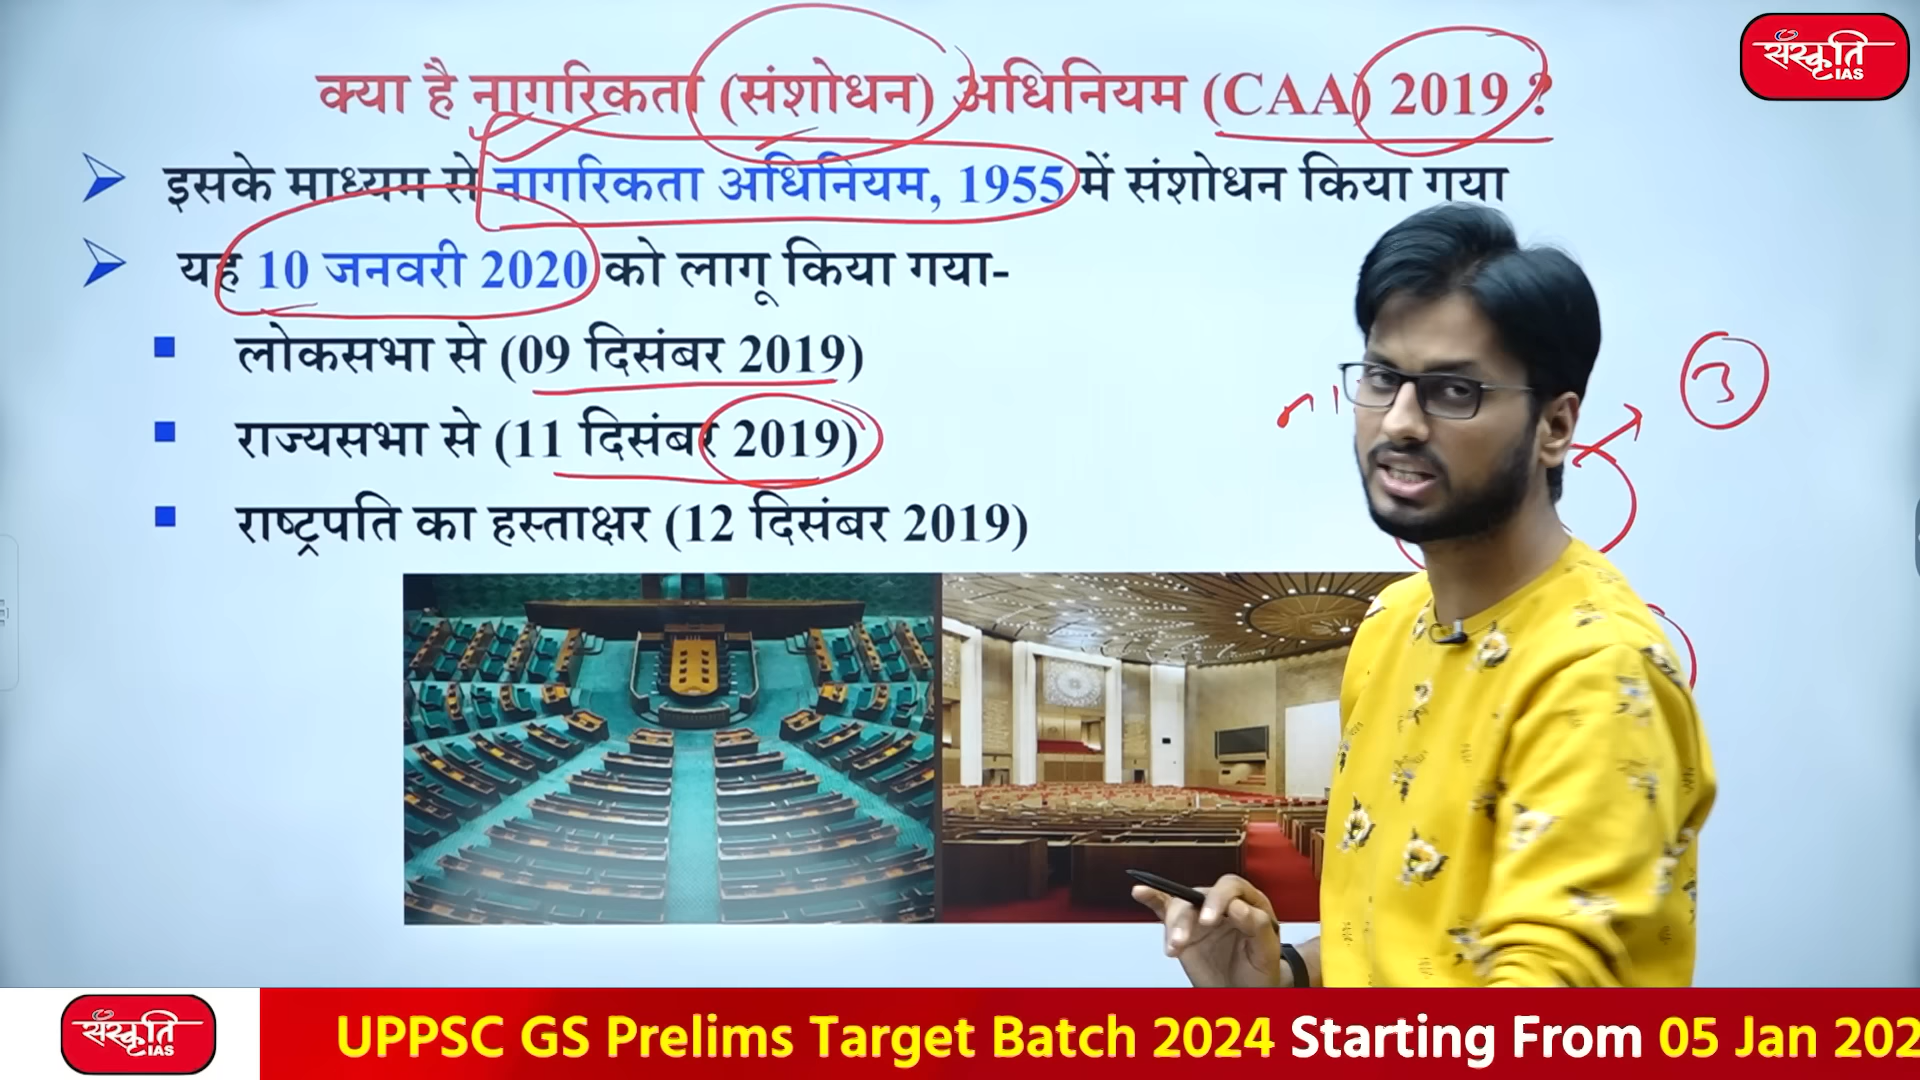 संस्कृति
IAS
क्या है नागरिकता (संशोधन) अधिनियम (CAA) 2019 ?
इसके माध्यम से नागरिकता अधिनियम, 1955 में संशोधन किया गया
यह 10 जनवरी 2020 को लागू किया गया-
लोकसभा से (09 दिसंबर 2019)
राज्यसभा से (11 दिसंबर 2019)
राष्ट्रपति का हस्ताक्षर (12 दिसंबर 2019)
3
संस्कृति
IAS
UPPSC GS Prelims Target Batch 2024 Starting From 05 Jan 202